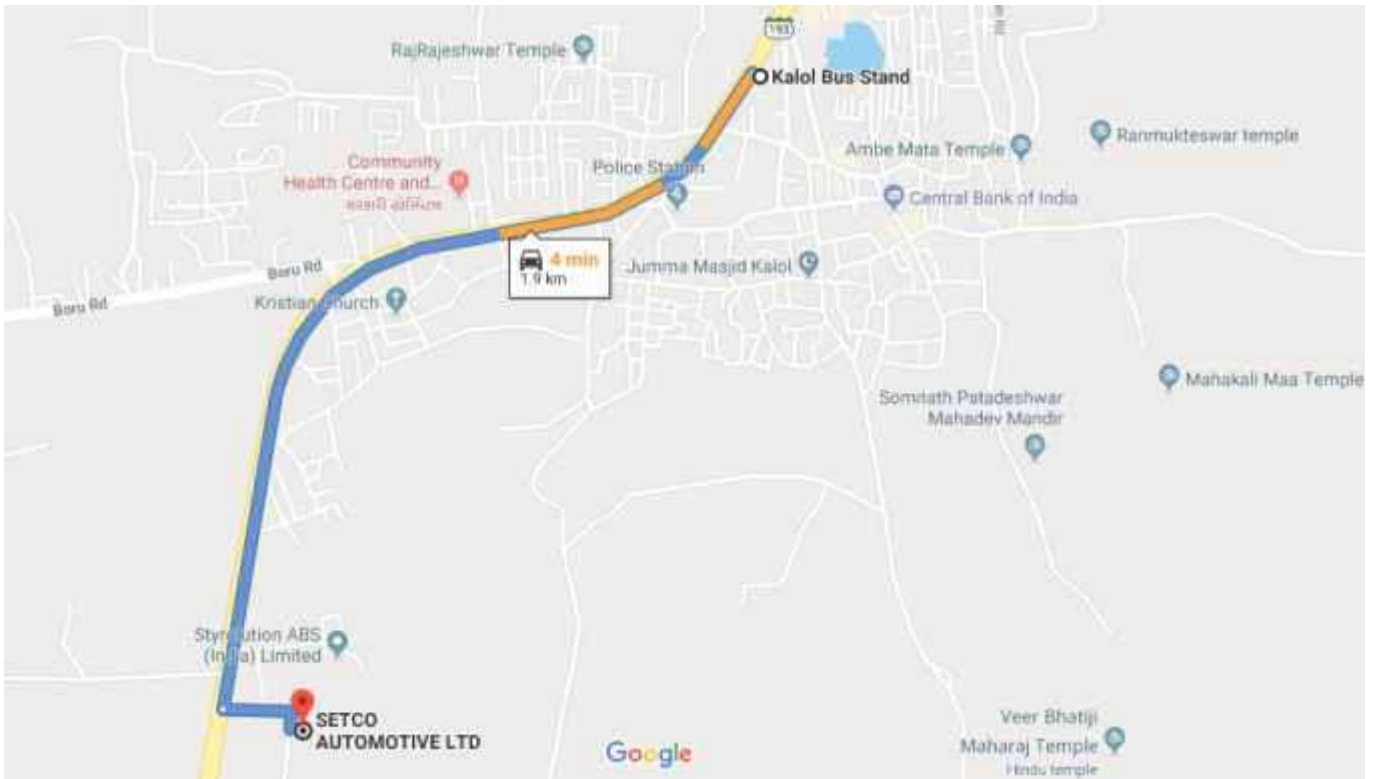 193
RajRajeshwar Temple
Kalol Bus Stand
Ranmukteswar temple
Ambe Mata Temple
Community
Health Centre and...
Police Station
Central Bank of India
4 min
1.9 km
Jumma Masjid Kalol
Boru Rd
Boru Rd
Kristian Church
Mahakali Maa Temple
Somnath Patadeshwar
Mahadev Mandir
Styrolution ABS
(India) Limited
SETCO
AUTOMOTIVE LTD
Google
Veer Bhatiji
Maharaj Temple
Hindu temple